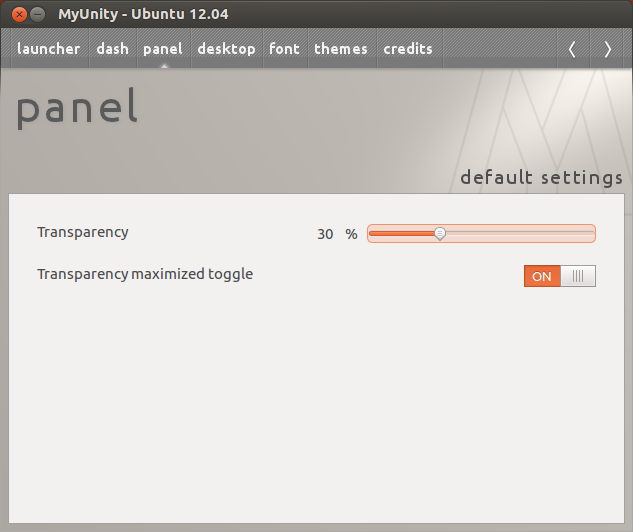 MyUnity - Ubuntu 12.04
launcher dash panel desktop font themes credits
panel
default settings
Transparency 30 %
Transparency maximized toggle ON